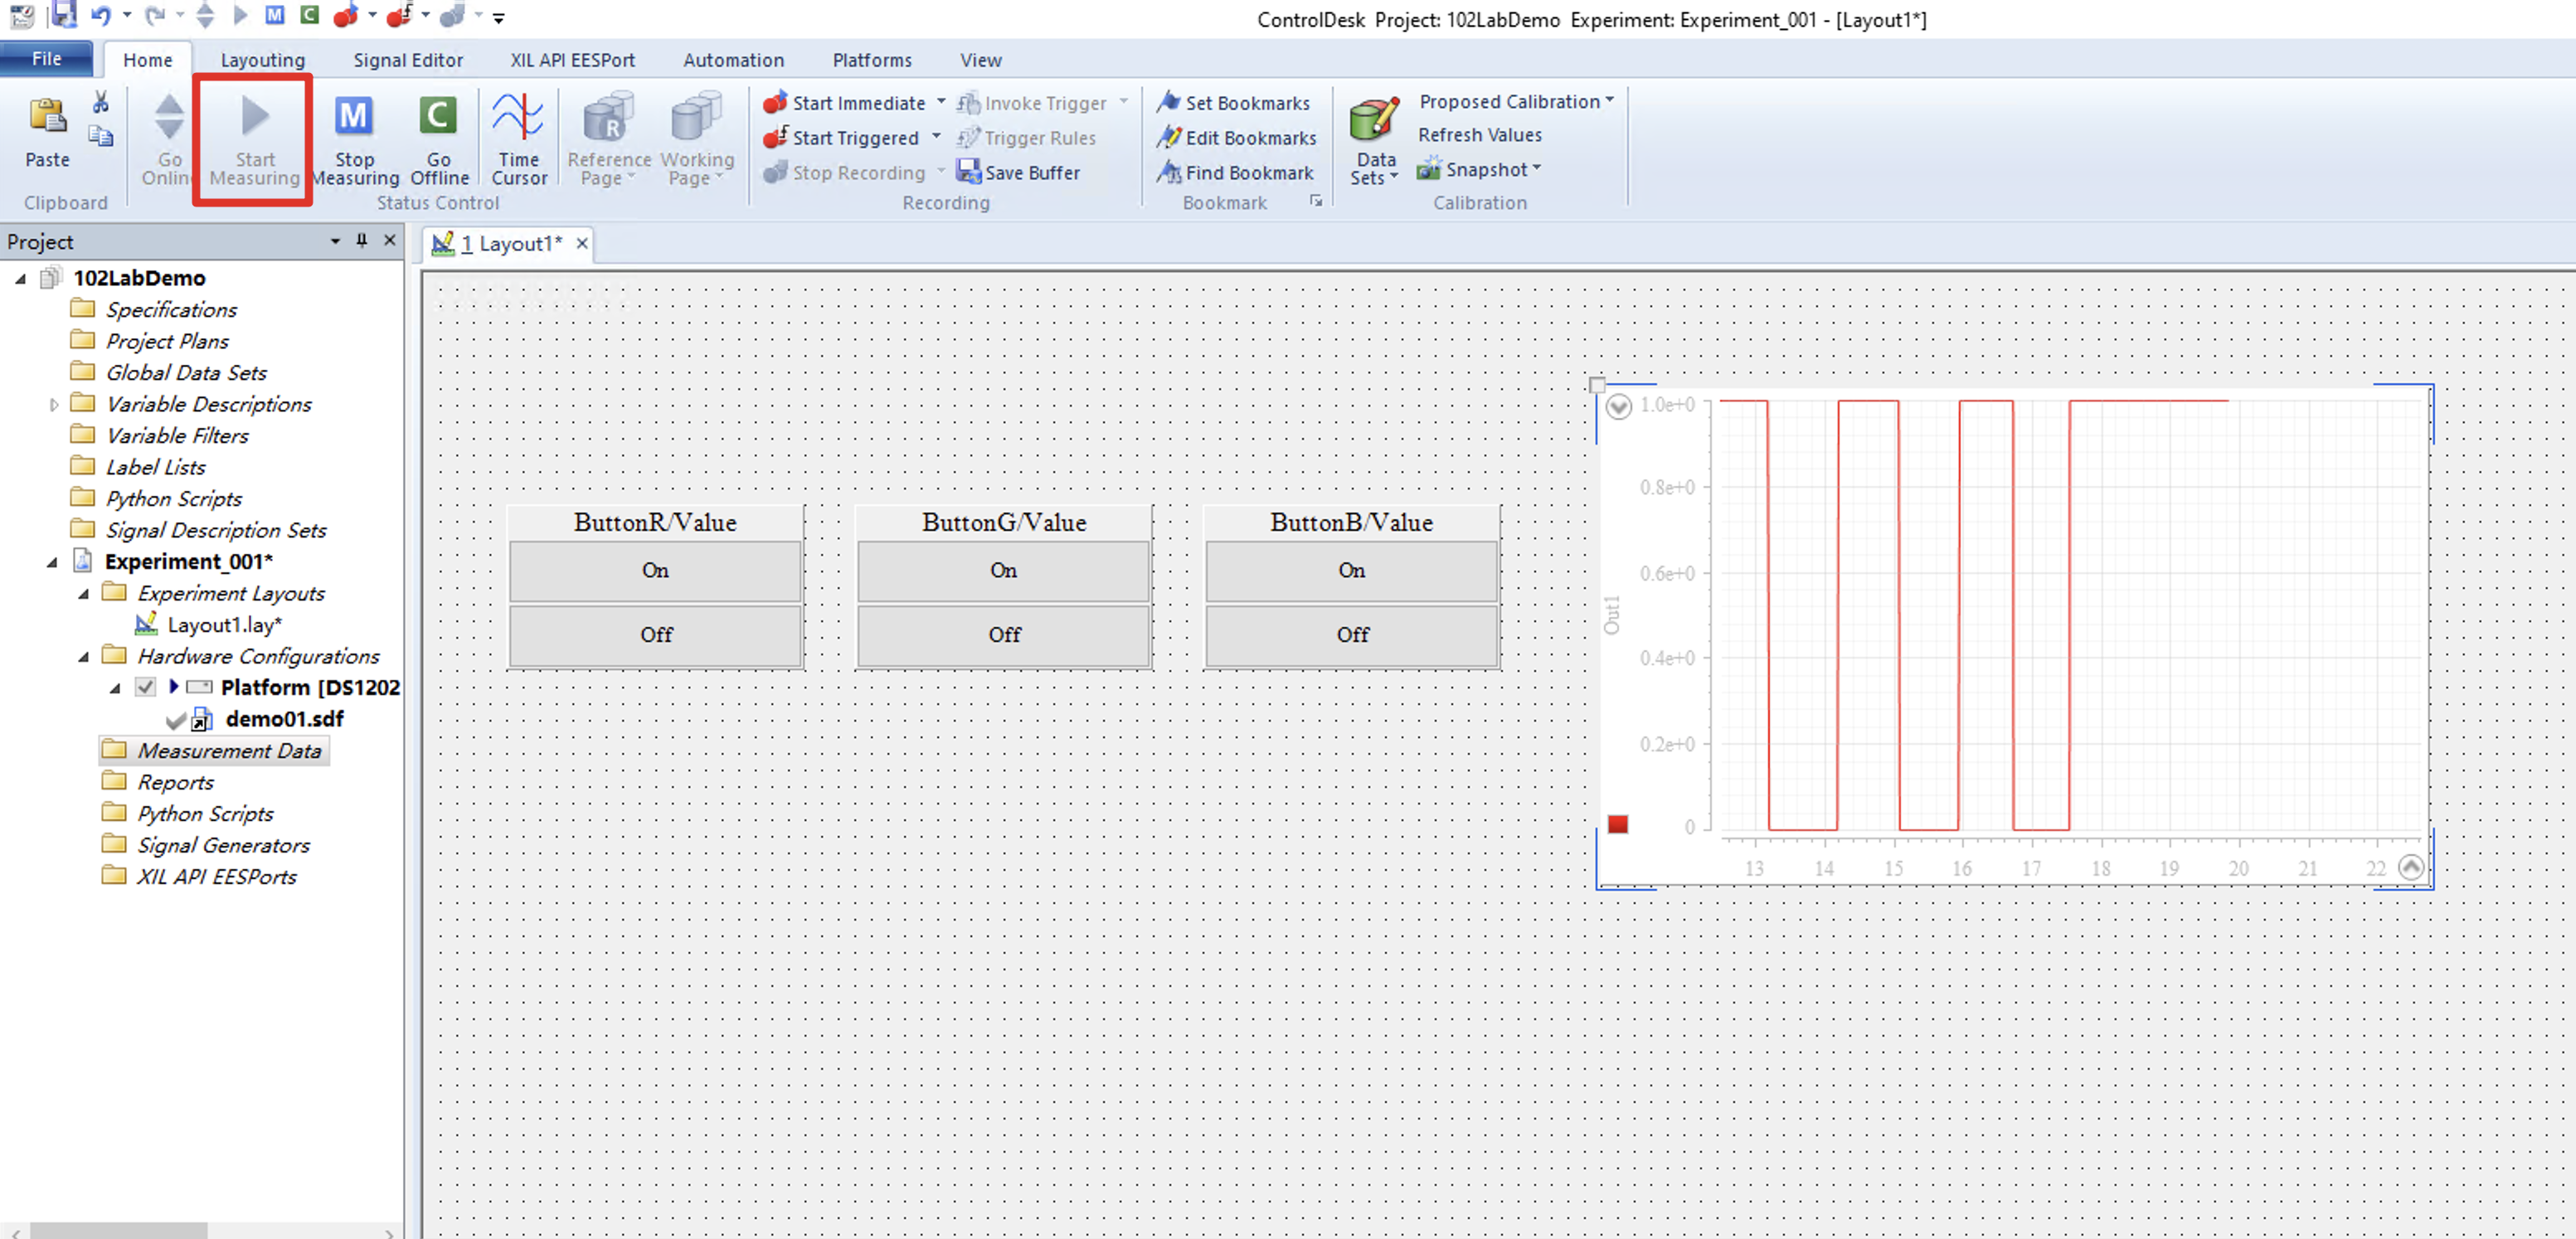 ControlDesk Project: 102LabDemo Experiment: Experiment_001 - [Layout1*]
File Home Layouting Signal Editor XIL API EESPort Automation Platforms View
Paste
Clipboard
Go
Start
Measuring
M
Stop
Measuring
C
Go
Offline
Status Control
Time
Cursor
R
Reference
Page
Working
Page
Start Immediate Invoke Trigger
Start Triggered Trigger Rules
Stop Recording Save Buffer
Recording
Set Bookmarks
Edit Bookmarks
Find Bookmark
Bookmark
Data
Sets
Proposed Calibration
Refresh Values
Snapshot
Calibration
Project
1 Layout1*
102LabDemo
Specifications
Project Plans
Global Data Sets
Variable Descriptions
Variable Filters
Label Lists
Python Scripts
Signal Description Sets
Experiment_001*
Experiment Layouts
Layout1.lay*
Hardware Configurations
Platform [DS1202
demo01.sdf
Measurement Data
Reports
Python Scripts
Signal Generators
XIL API EESPorts
ButtonR/Value
On
Off
ButtonG/Value
On
Off
ButtonB/Value
On
Off
Out1
1.0e+0
0.8e+0
0.6e+0
0.4e+0
0.2e+0
0
13 14 15 16 17 18 19 20 21 22